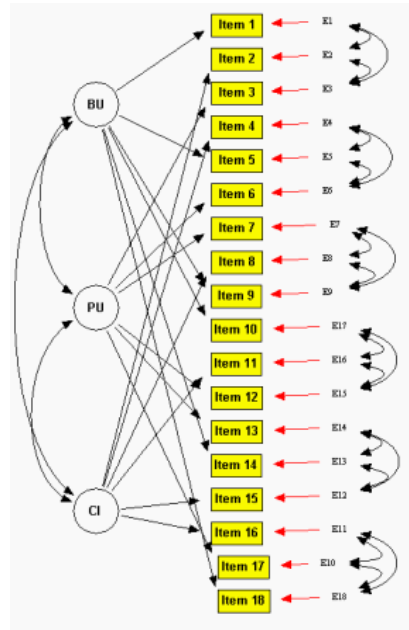 Item 1 E1
Item 2 E2
Item 3 E3
BU
Item 4 E4
Item 5 E5
Item 6 E6
Item 7 E7
Item 8 E8
Item 9 E9
PU
Item 10 E17
Item 11 E16
Item 12 E15
Item 13 E14
Item 14 E13
Item 15 E12
CI
Item 16 E11
Item 17 E10
Item 18 E18